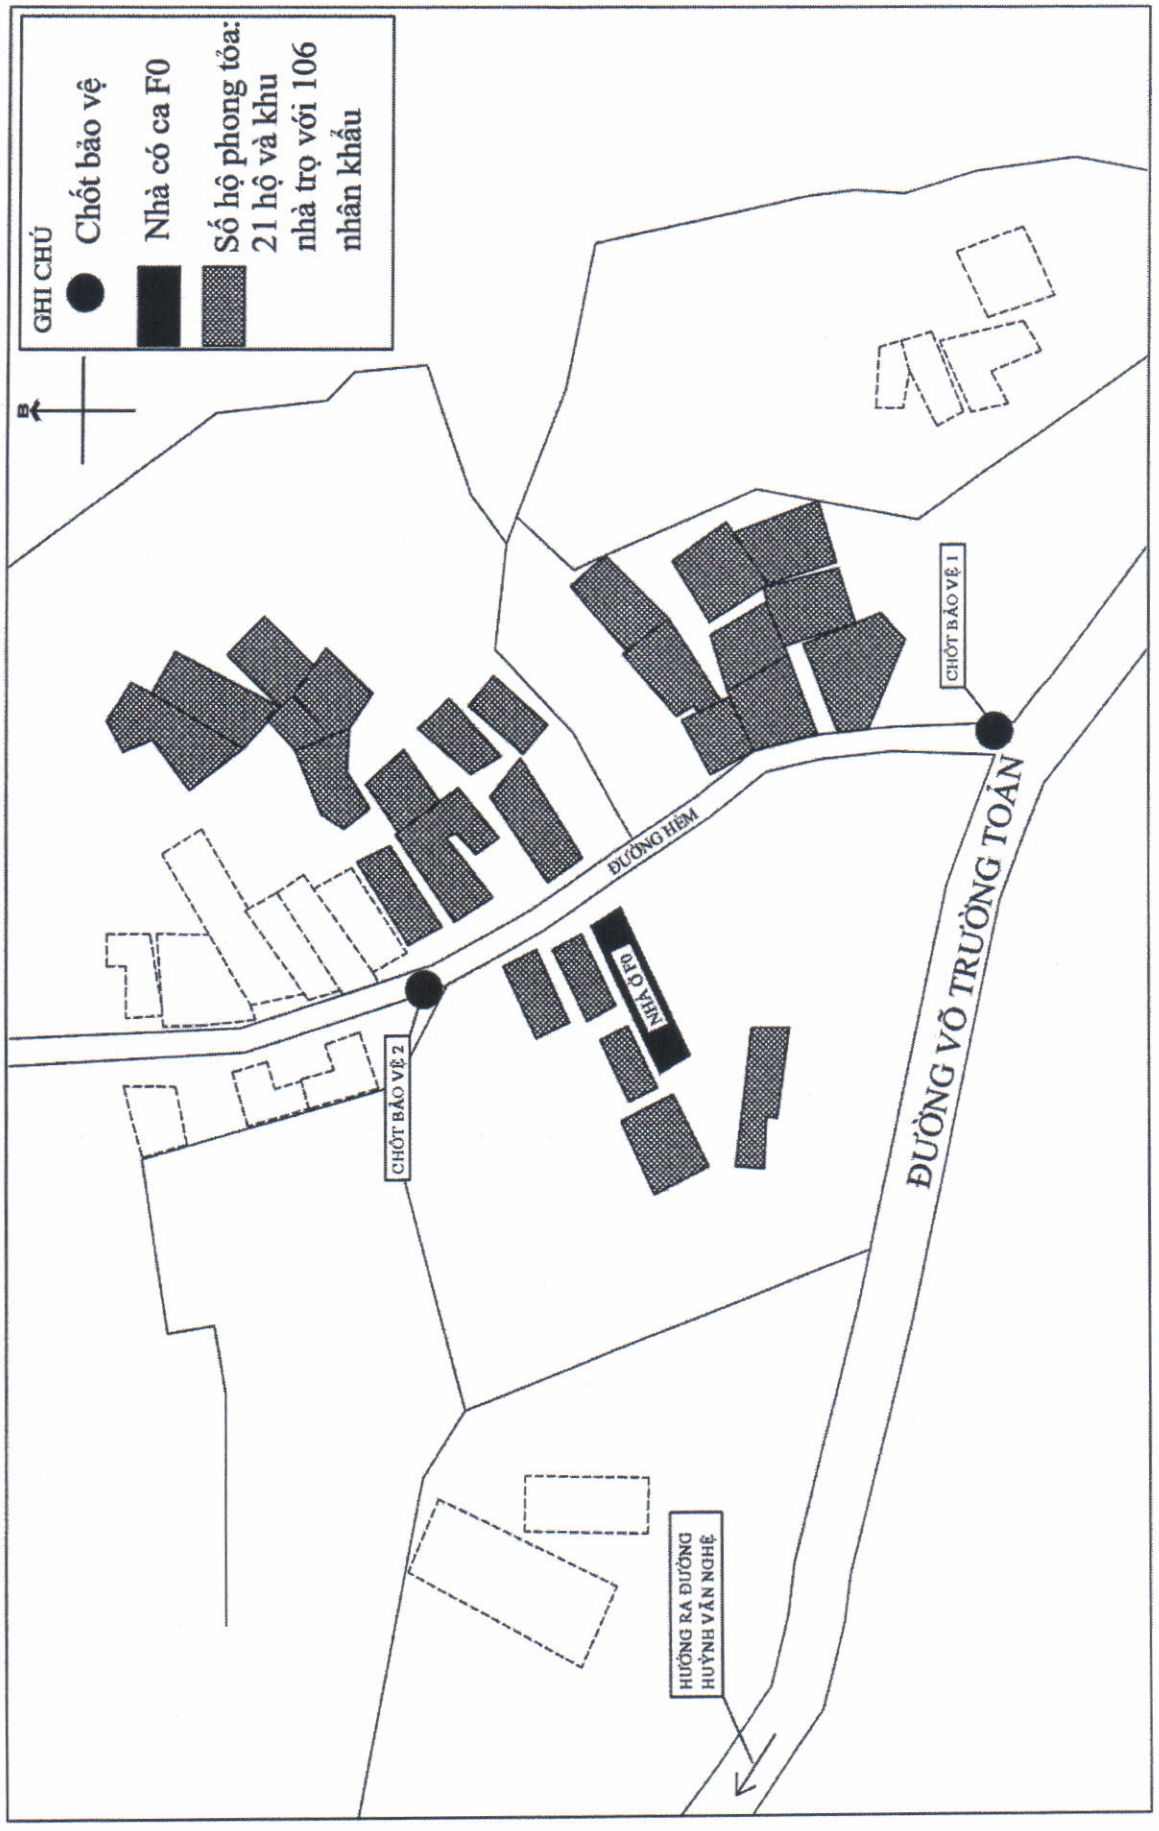 GHI CHÚ
Chốt bảo vệ
Nhà có ca F0
Số hộ phong tỏa:
21 hộ và khu
nhà trọ với 106
nhân khẩu
B
CHỐT BẢO VỆ 1
CHỐT BẢO VỆ 2
ĐƯỜNG HẺM
NHÀ Ở F0
ĐƯỜNG VÕ TRƯỜNG TOẢN
HƯỚNG RA ĐƯỜNG
HUỲNH VĂN NGHỆ